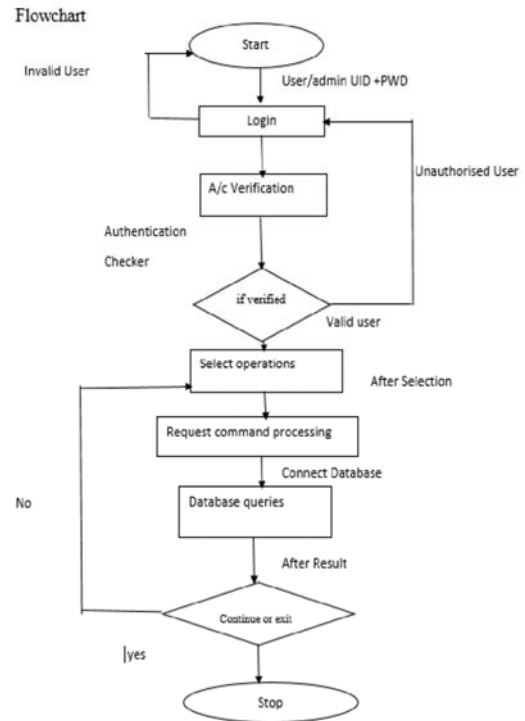 Flowchart
Start
Invalid User
User/admin UID +PWD
Login
Unauthorised User
A/c Verification
Authentication
Checker
if verified
Valid user
Select operations
After Selection
Request command processing
Connect Database
No
Database queries
After Result
Continue or exit
yes
Stop